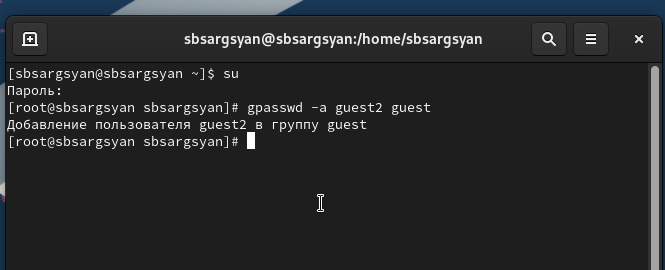 sbsargsyan@sbsargsyan:/home/sbsargsyan
[sbsargsyan@sbsargsyan ~]$ su
Пароль:
[root@sbsargsyan sbsargsyan]# gpasswd -a guest2 guest
Добавление пользователя guest2 в группу guest
[root@sbsargsyan sbsargsyan]#